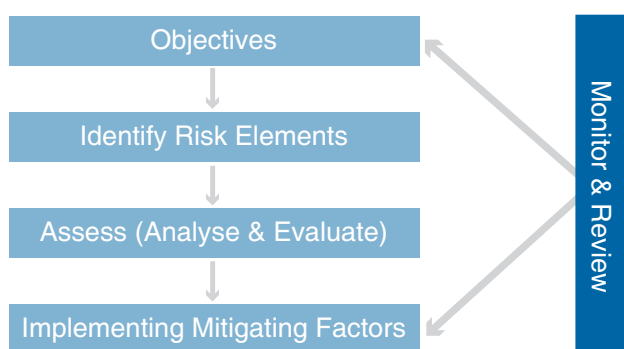 Objectives
Identify Risk Elements
Assess (Analyse & Evaluate)
Implementing Mitigating Factors
Monitor & Review